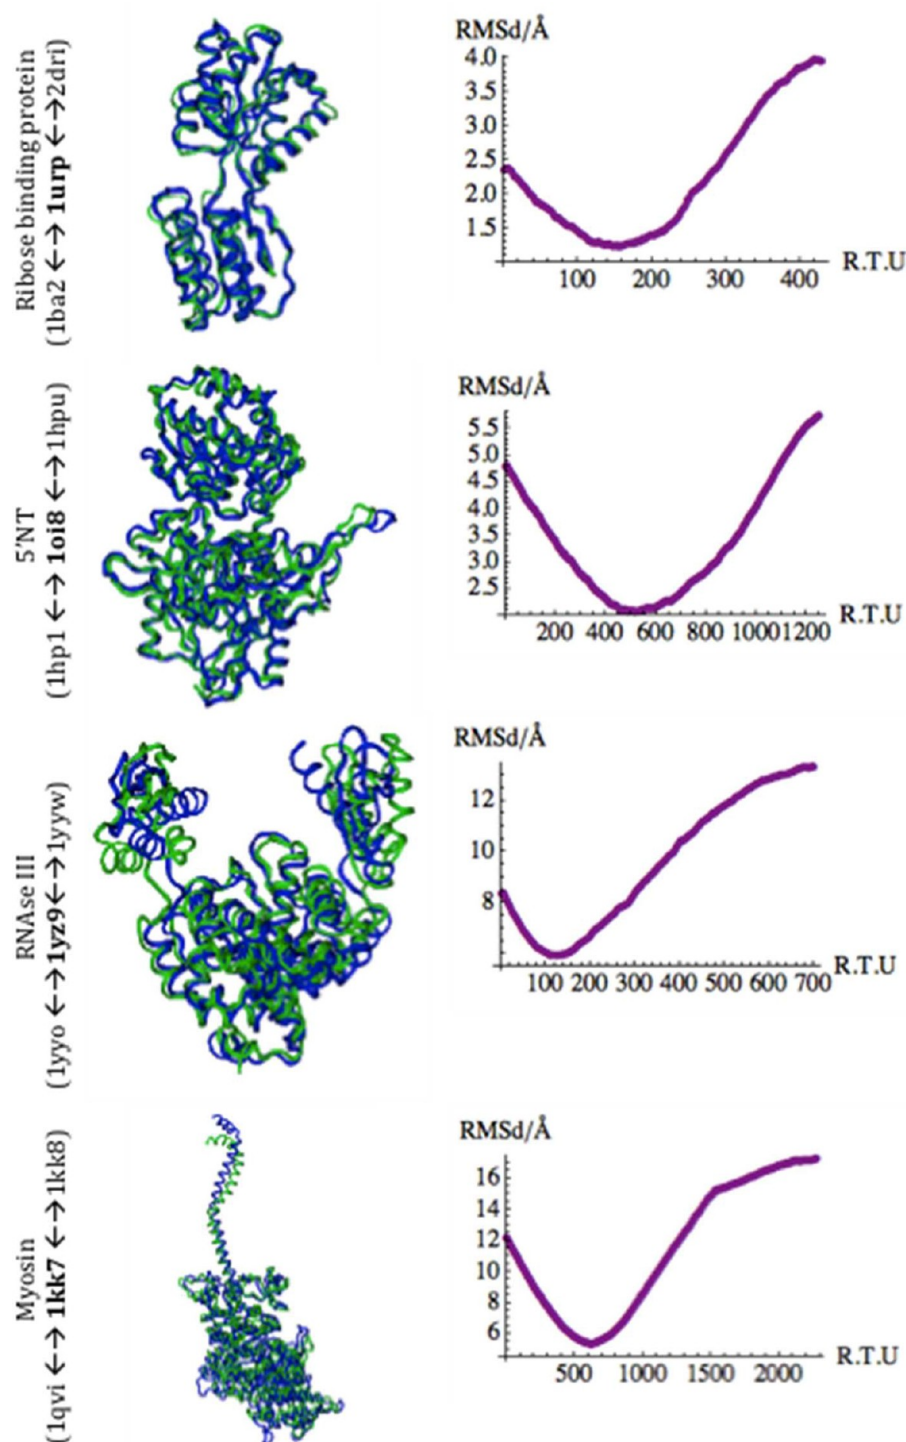 Ribose binding protein
(1ba2 ←→ 1urp ←→2dri)
RMSd/Å
4.0
3.5
3.0
2.5
2.0
1.5
100 200 300 400
R.T.U
5'NT
(1hp1 ←→ 1oi8 ←→1hpu)
RMSd/Å
5.5
5.0
4.5
4.0
3.5
3.0
2.5
200 400 600 800 1000 1200
R.T.U
RNAse III
(1yyo ←→1yz9←→1yyw)
RMSd/Å
12
10
8
100 200 300 400 500 600 700
R.T.U
Myosin
(1qvi ←→ 1kk7 ←→1kk8)
RMSd/Å
16
14
12
10
8
6
500 1000 1500 2000
R.T.U